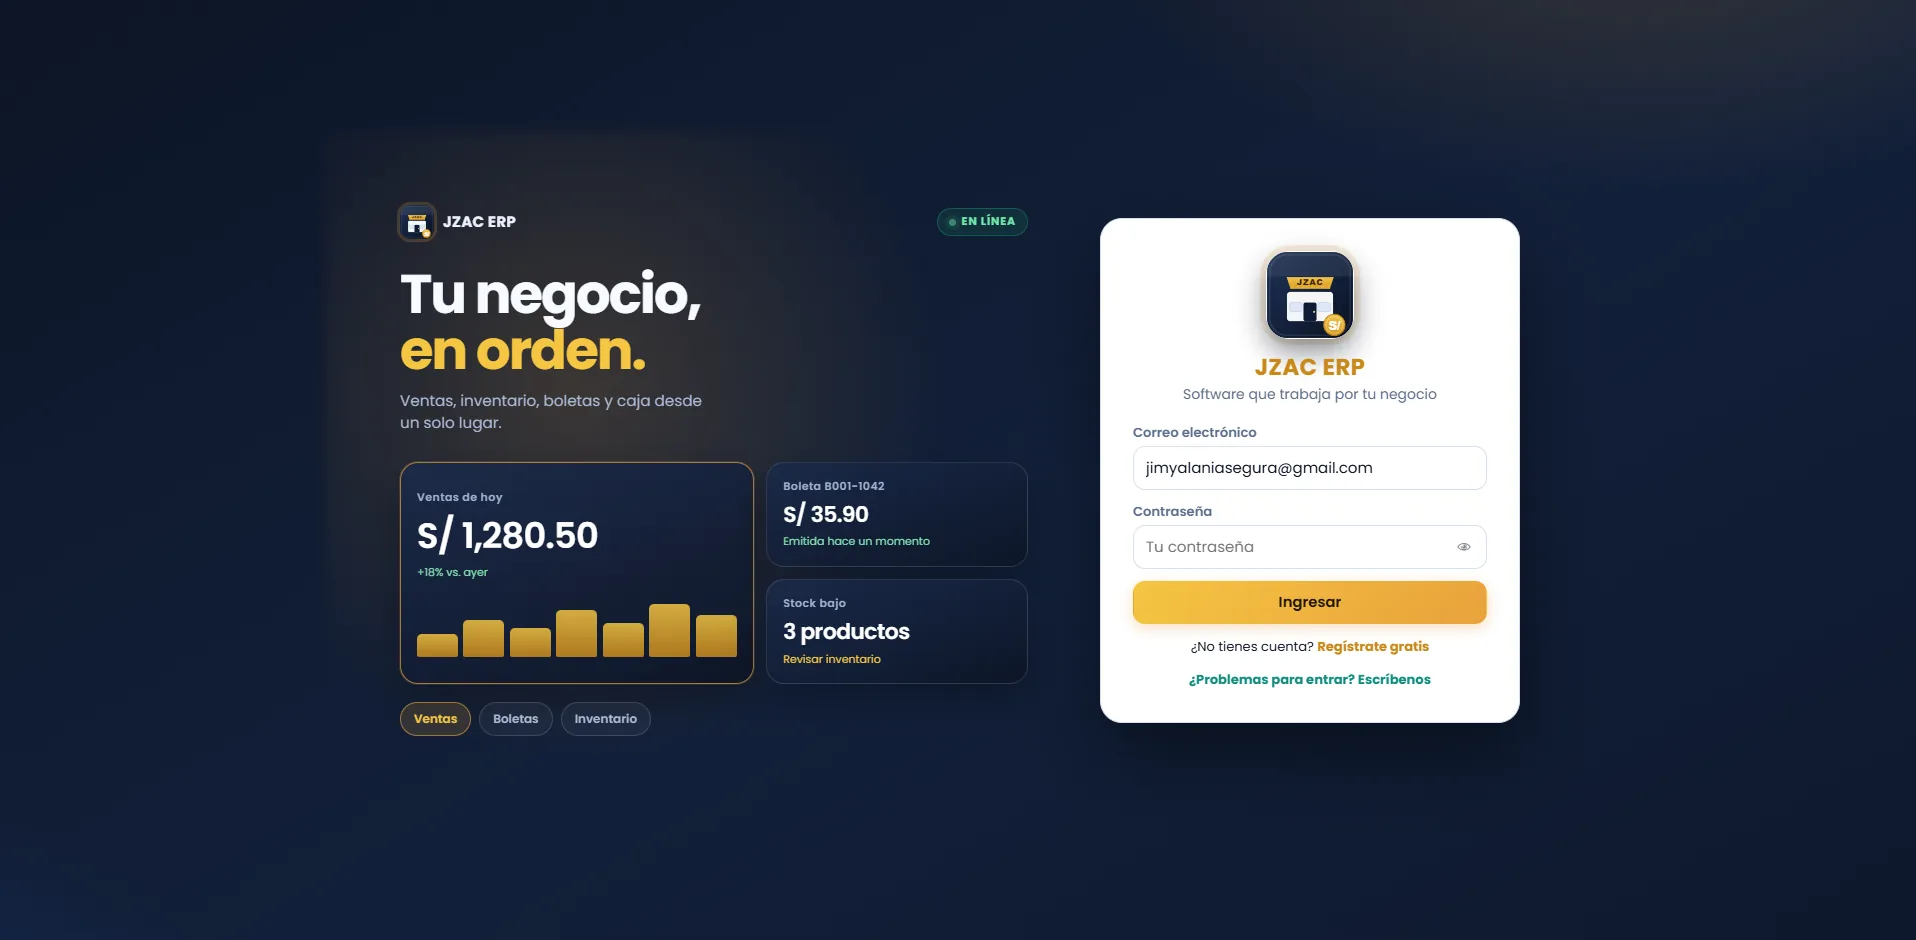 JZAC ERP
EN LÍNEA
Tu negocio,
en orden.
Ventas, inventario, boletas y caja desde
un solo lugar.
Ventas de hoy
S/ 1,280.50
+18% vs. ayer
Boleta B001-1042
S/ 35.90
Emitida hace un momento
Stock bajo
3 productos
Revisar inventario
Ventas
Boletas
Inventario
JZAC
S/
JZAC ERP
Software que trabaja por tu negocio
Correo electrónico
jimyalaniasegura@gmail.com
Contraseña
Tu contraseña
Ingresar
¿No tienes cuenta? Regístrate gratis
¿Problemas para entrar? Escríbenos